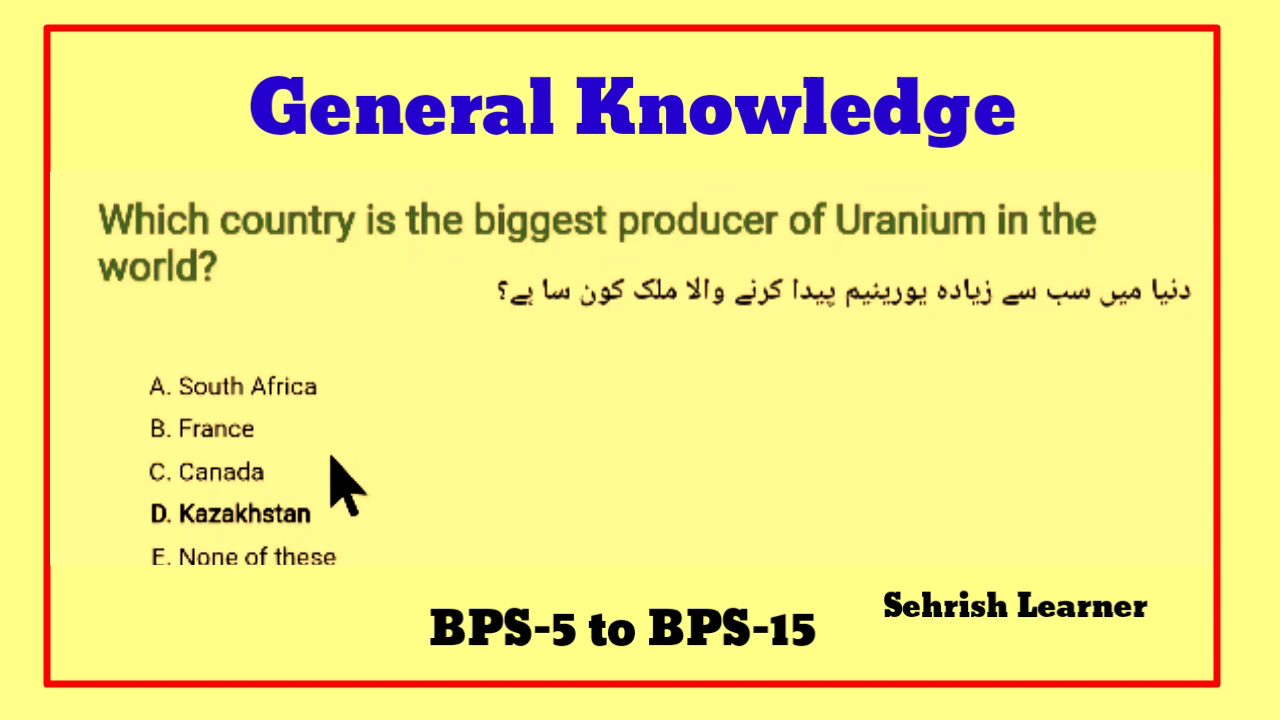 General Knowledge
Which country is the biggest producer of Uranium in the
world?
دنیا میں سب سے زیادہ یورینیم پیدا کرنے والا ملک کون سا ہے؟
A. South Africa
B. France
C. Canada
D. Kazakhstan
E. None of these
Sehrish Learner
BPS-5 to BPS-15